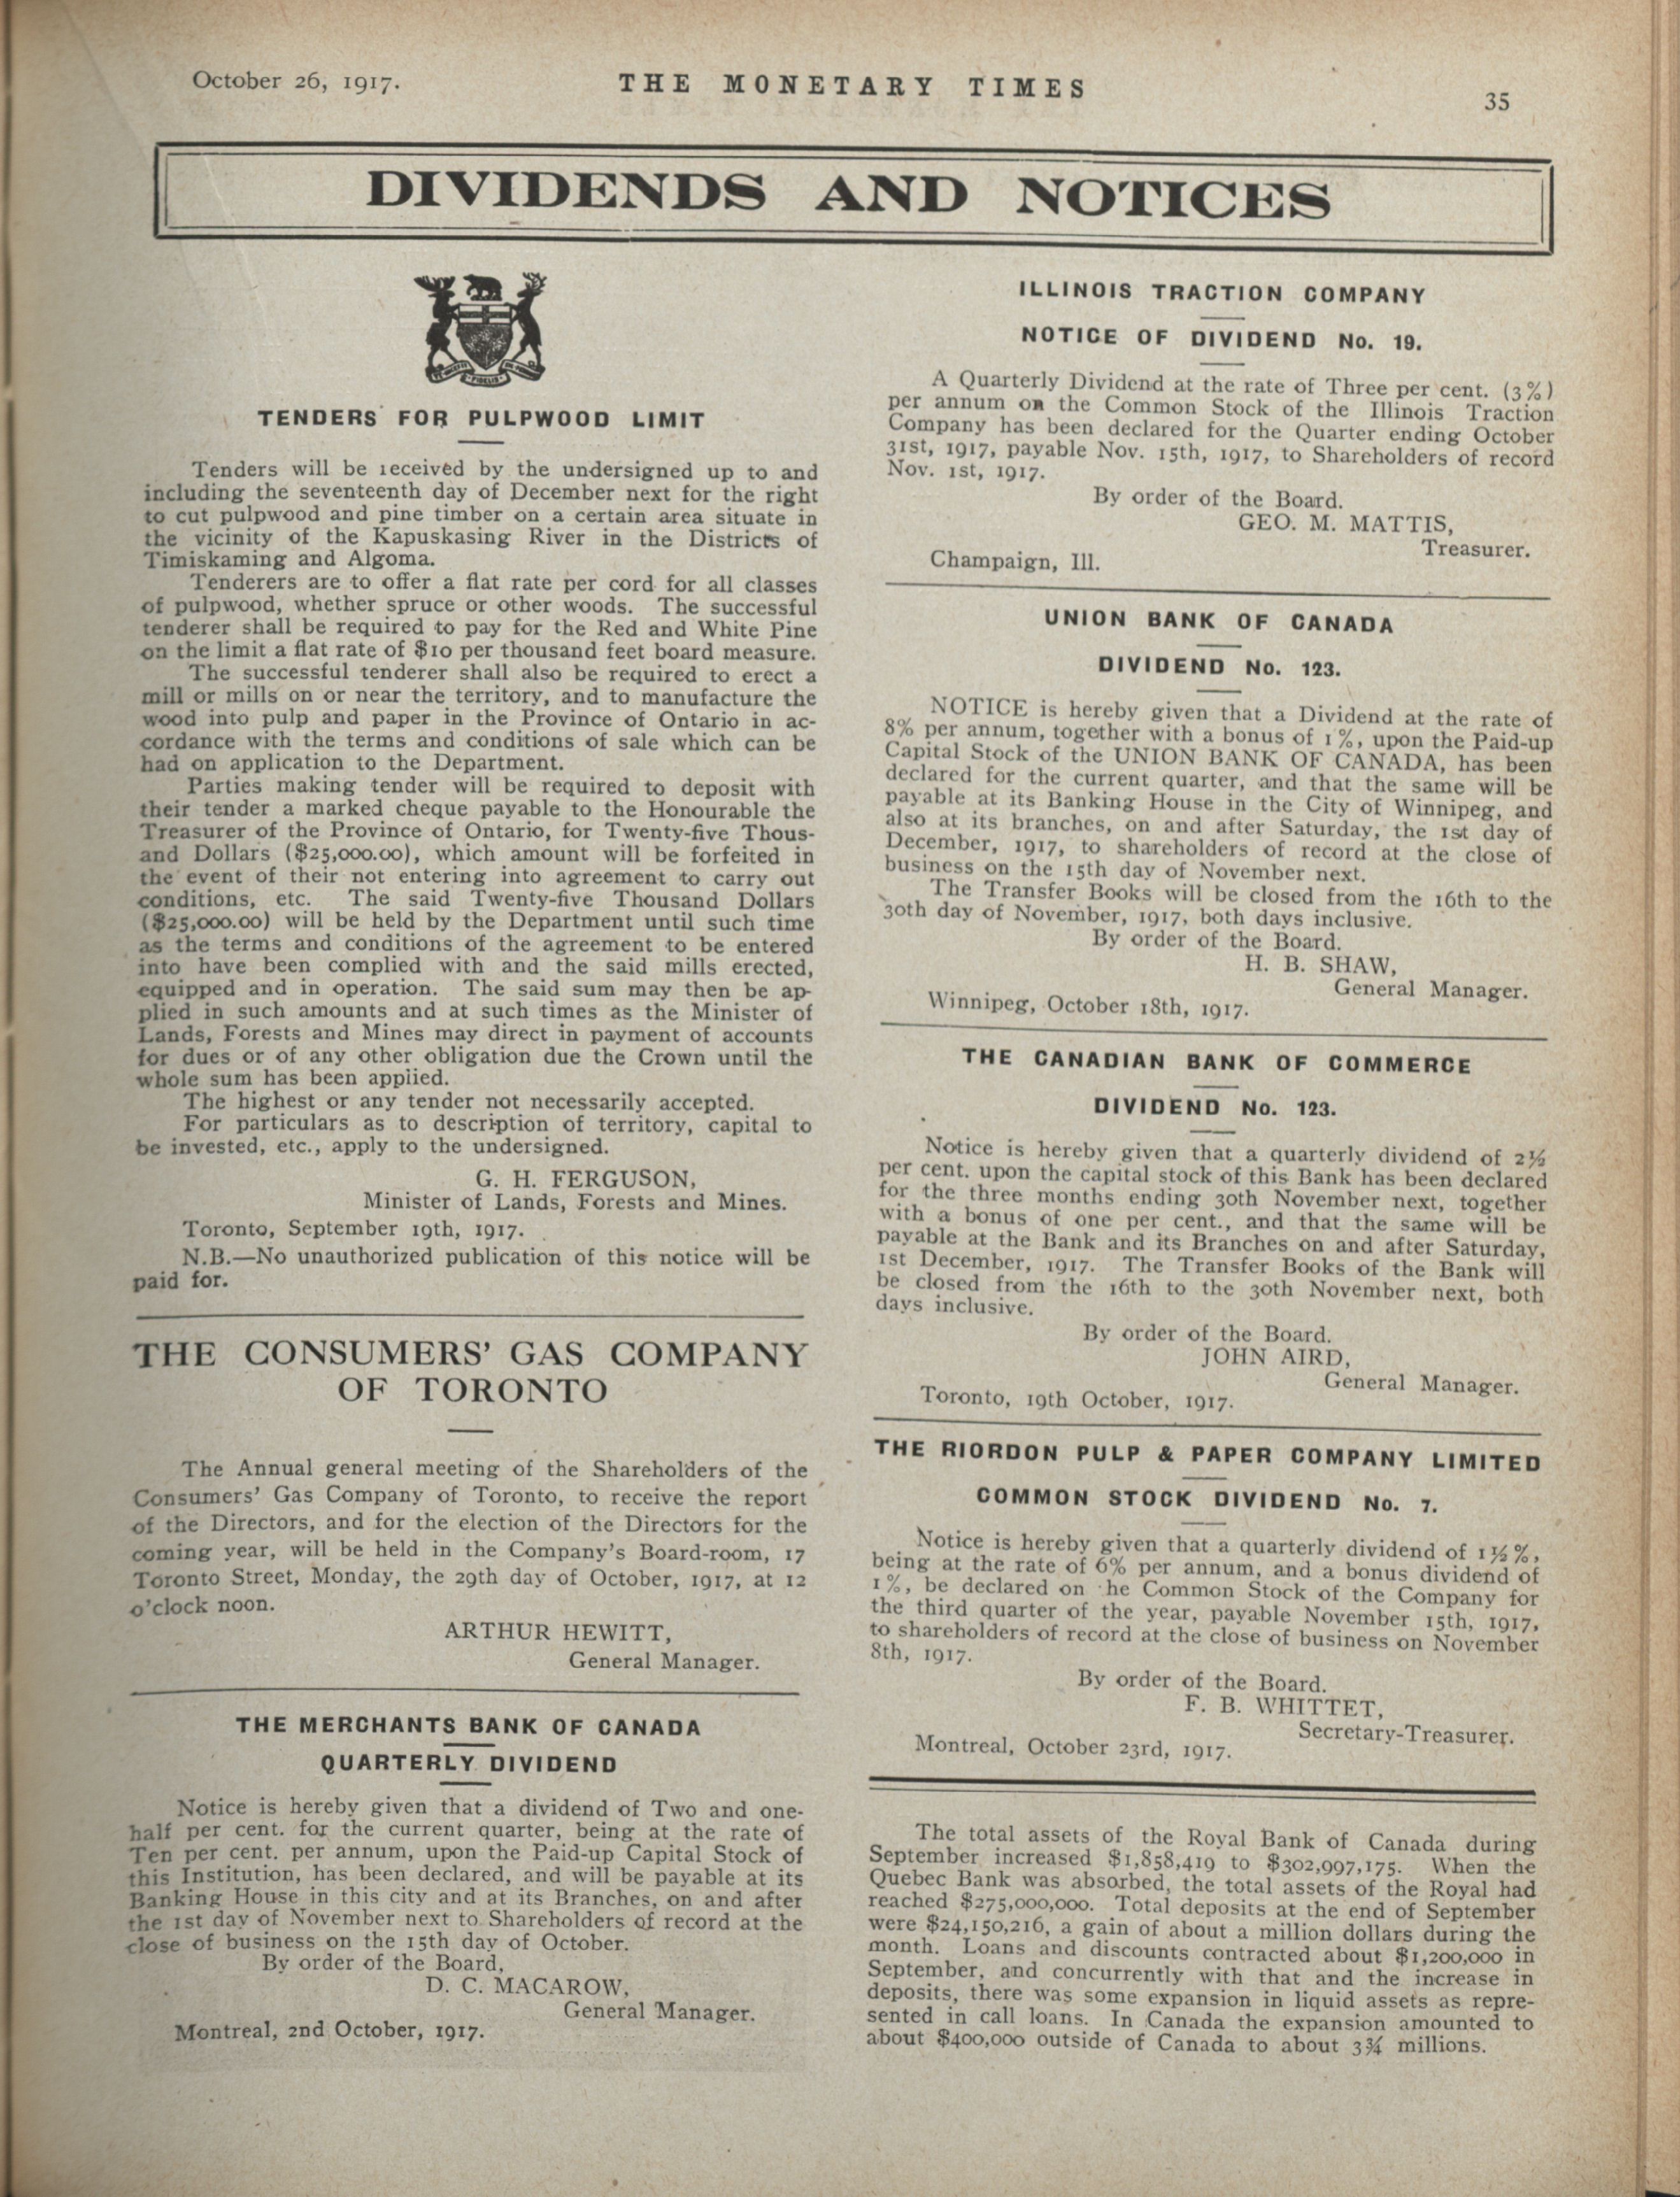 October 26, 1917.
THE MONETARY TIMES
35
DIVIDENDS AND NOTICES
TENDERS FOR PULPWOOD LIMIT
Tenders will be received by the undersigned up to and
including the seventeenth day of December next for the right
to cut pulpwood and pine timber on a certain area situate in
the vicinity of the Kapuskasing River in the Districts of
Timiskaming and Algoma.
Tenderers are to offer a flat rate per cord for all classes
of pulpwood, whether spruce or other woods. The successful
tenderer shall be required to pay for the Red and White Pine
on the limit a flat rate of $10 per thousand feet board measure.
The successful tenderer shall also be required to erect a
mill or mills on or near the territory, and to manufacture the
wood into pulp and paper in the Province of Ontario in ac-
cordance with the terms and conditions of sale which can be
had on application to the Department.
Parties making tender will be required to deposit with
their tender a marked cheque payable to the Honourable the
Treasurer of the Province of Ontario, for Twenty-five Thous-
and Dollars ($25,000.00), which amount will be forfeited in
the event of their not entering into agreement to carry out
conditions, etc. The said Twenty-five Thousand Dollars
($25,000.00) will be held by the Department until such time
as the terms and conditions of the agreement to be entered
into have been complied with and the said mills erected,
equipped and in operation. The said sum may then be ap-
plied in such amounts and at such times as the Minister of
Lands, Forests and Mines may direct in payment of accounts
for dues or of any other obligation due the Crown until the
whole sum has been applied.
The highest or any tender not necessarily accepted.
For particulars as to description of territory, capital to
be invested, etc., apply to the undersigned.
G. H. FERGUSON,
Minister of Lands, Forests and Mines.
Toronto, September 19th, 1917.
N.B.—No unauthorized publication of this notice will be
paid for.
THE CONSUMERS' GAS COMPANY
OF TORONTO
The Annual general meeting of the Shareholders of the
Consumers' Gas Company of Toronto, to receive the report
of the Directors, and for the election of the Directors for the
coming year, will be held in the Company's Board-room, 17
Toronto Street, Monday, the 29th day of October, 1917, at 12
o'clock noon.
ARTHUR HEWITT,
General Manager.
THE MERCHANTS BANK OF CANADA
QUARTERLY DIVIDEND
Notice is hereby given that a dividend of Two and one-
half per cent. for the current quarter, being at the rate of
Ten per cent. per annum, upon the Paid-up Capital Stock of
this Institution, has been declared, and will be payable at its
Banking House in this city and at its Branches, on and after
the 1st day of November next to Shareholders of record at the
close of business on the 15th day of October.
By order of the Board,
D. C. MACAROW,
General Manager.
Montreal, 2nd October, 1917.
ILLINOIS TRACTION COMPANY
NOTICE OF DIVIDEND No. 19.
A Quarterly Dividend at the rate of Three per cent. (3%)
per annum on the Common Stock of the Illinois Traction
Company has been declared for the Quarter ending October
31st, 1917, payable Nov. 15th, 1917, to Shareholders of record
Nov. 1st, 1917.
By order of the Board.
GEO. M. MATTIS,
Treasurer.
Champaign, Ill.
UNION BANK OF CANADA
DIVIDEND No. 123.
NOTICE is hereby given that a Dividend at the rate of
8% per annum, together with a bonus of 1%, upon the Paid-up
Capital Stock of the UNION BANK OF CANADA, has been
declared for the current quarter, and that the same will be
payable at its Banking House in the City of Winnipeg, and
also at its branches, on and after Saturday, the 1st day of
December, 1917, to shareholders of record at the close of
business on the 15th day of November next.
The Transfer Books will be closed from the 16th to the
30th day of November, 1917, both days inclusive.
By order of the Board.
H. B. SHAW,
General Manager.
Winnipeg, October 18th, 1917.
THE CANADIAN BANK OF COMMERCE
DIVIDEND No. 123.
Notice is hereby given that a quarterly dividend of 2½
per cent. upon the capital stock of this Bank has been declared
for the three months ending 30th November next, together
with a bonus of one per cent., and that the same will be
payable at the Bank and its Branches on and after Saturday,
1st December, 1917. The Transfer Books of the Bank will
be closed from the 16th to the 30th November next, both
days inclusive.
By order of the Board.
JOHN AIRD,
General Manager.
Toronto, 19th October, 1917.
THE RIORDON PULP & PAPER COMPANY LIMITED
COMMON STOCK DIVIDEND No. 7.
Notice is hereby given that a quarterly dividend of 1½%,
being at the rate of 6% per annum, and a bonus dividend of
1%, be declared on he Common Stock of the Company for
the third quarter of the year, payable November 15th, 1917,
to shareholders of record at the close of business on November
8th, 1917.
By order of the Board.
F. B. WHITTET,
Secretary-Treasurer.
Montreal, October 23rd, 1917.
The total assets of the Royal Bank of Canada during
September increased $1,858,419 to $302,997,175. When the
Quebec Bank was absorbed, the total assets of the Royal had
reached $275,000,000. Total deposits at the end of September
were $24,150,216, a gain of about a million dollars during the
month. Loans and discounts contracted about $1,200,000 in
September, and concurrently with that and the increase in
deposits, there was some expansion in liquid assets as repre-
sented in call loans. In Canada the expansion amounted to
about $400,000 outside of Canada to about 3¾ millions.